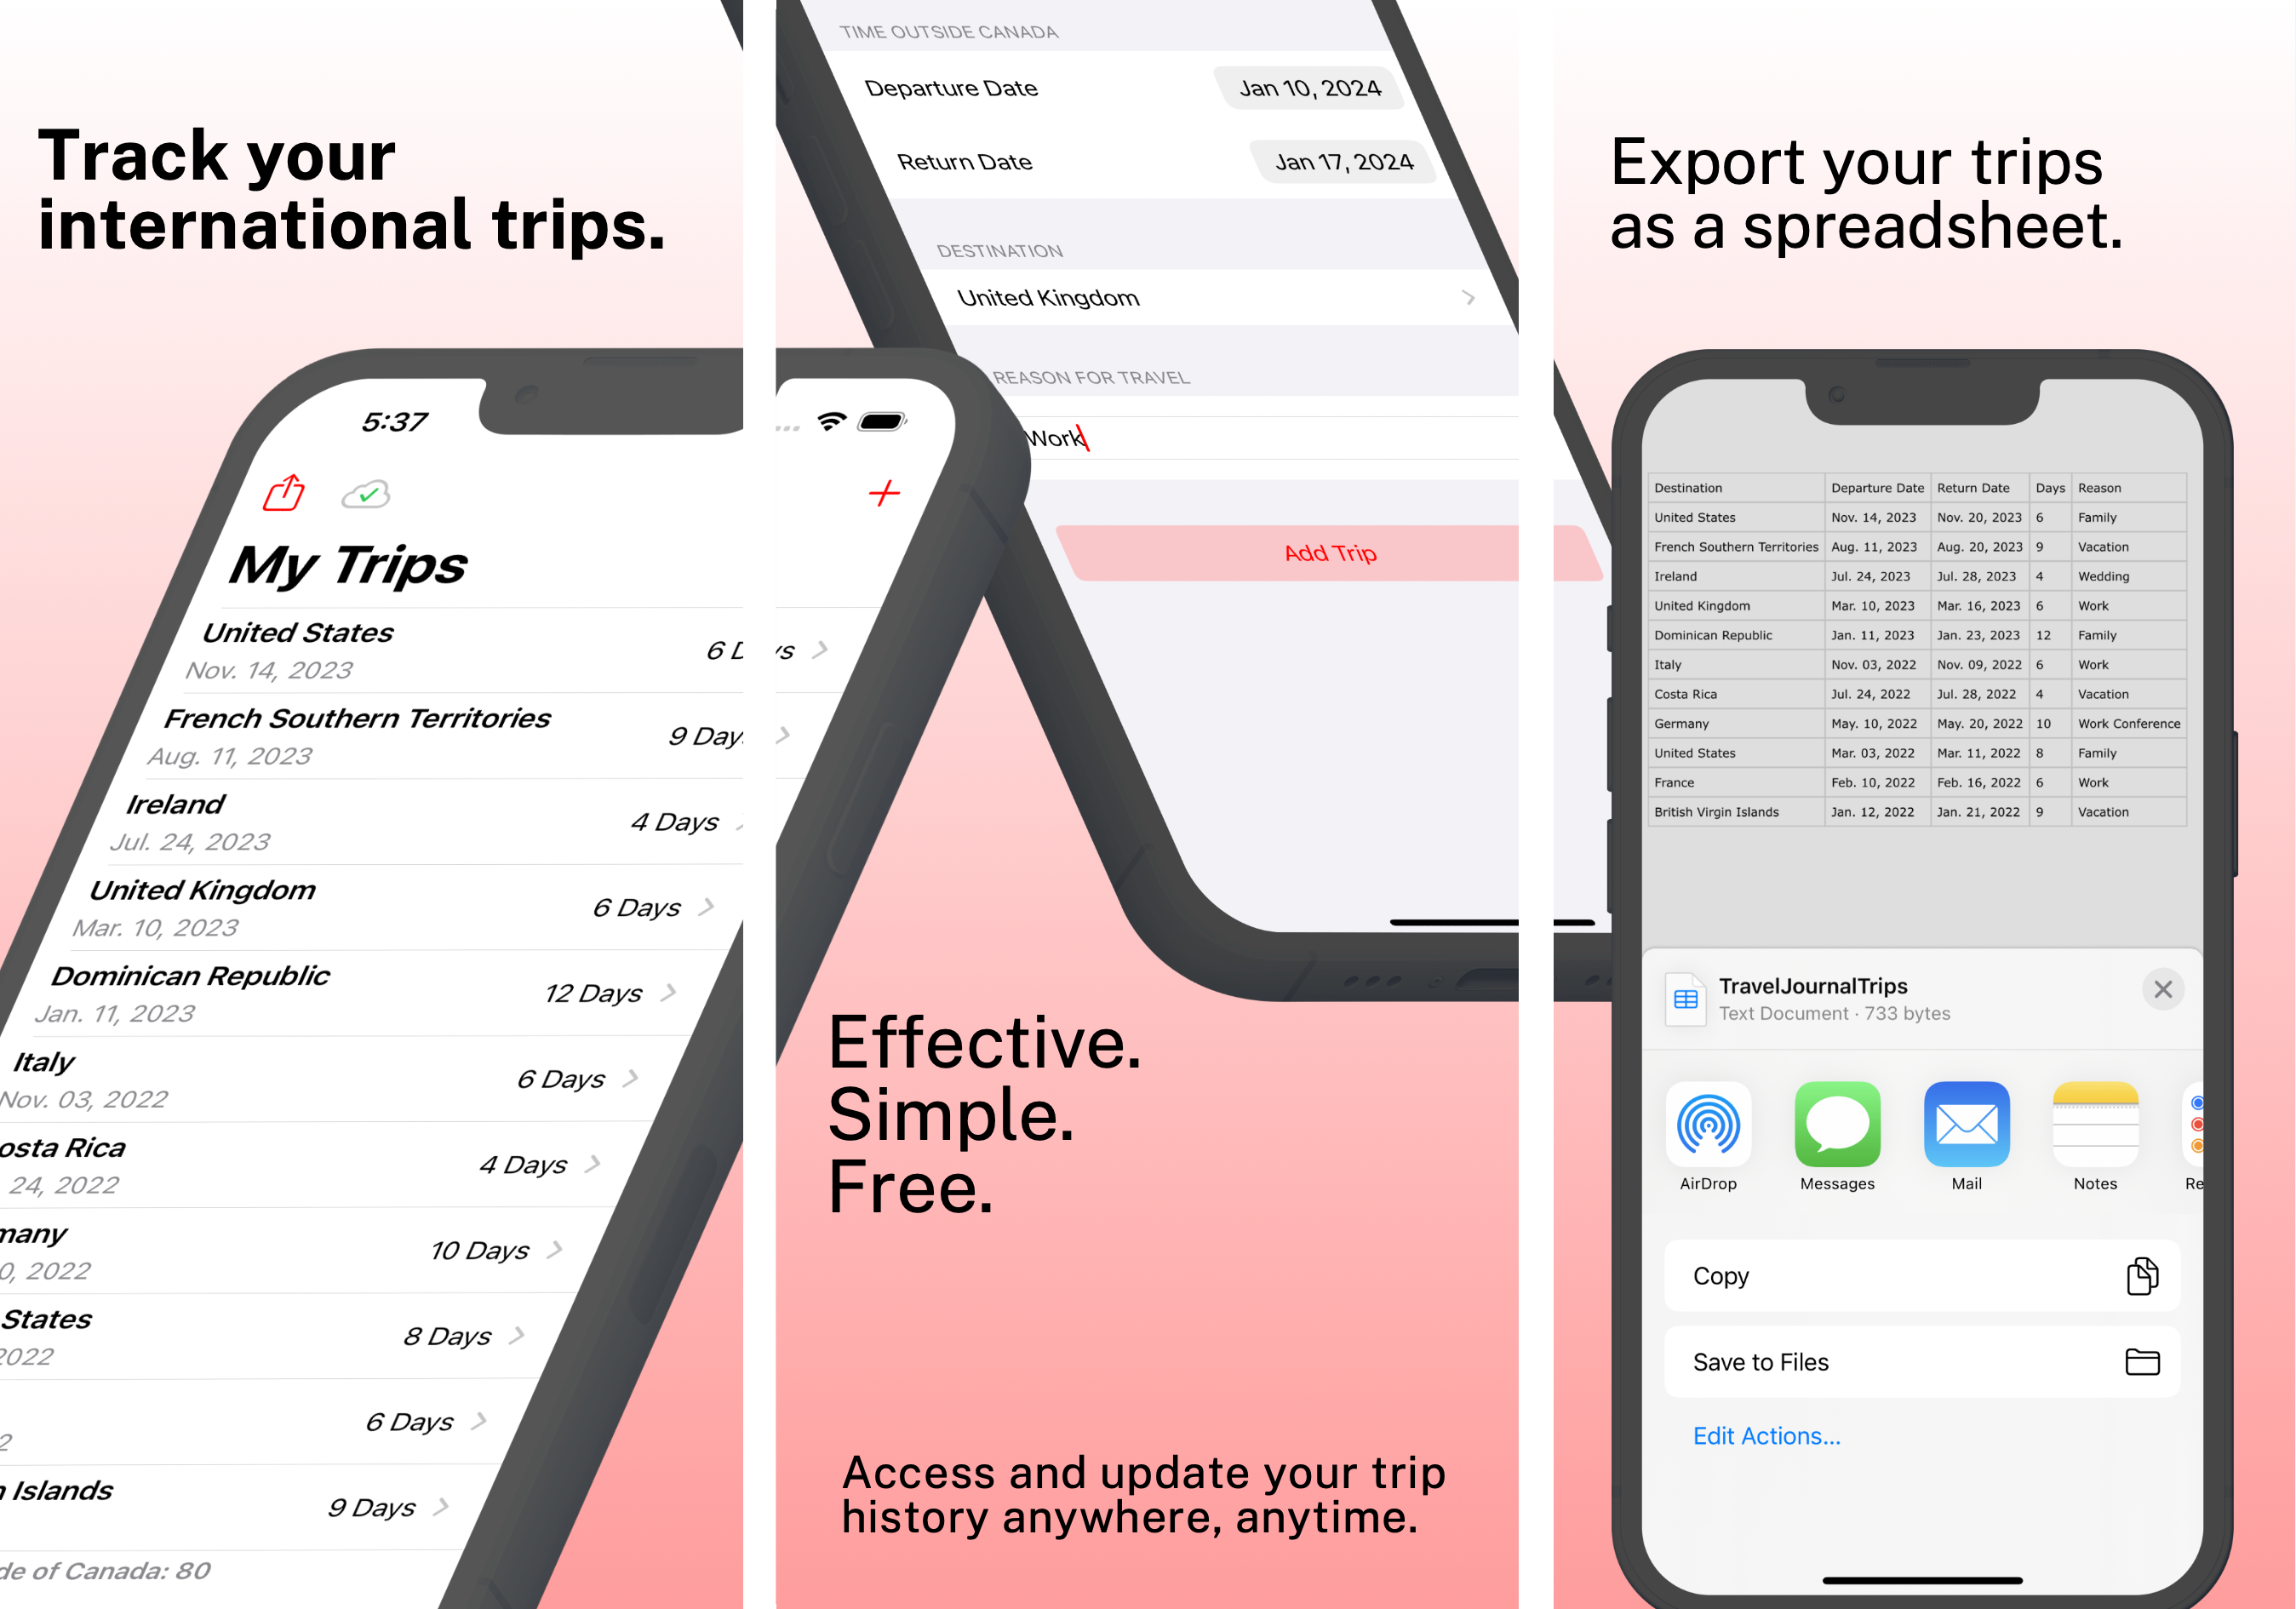 Track your
international trips.
5:37
My Trips
United States
Nov. 14, 2023
6 D ys
French Southern Territories
Aug. 11, 2023
9 Day
Ireland
Jul. 24, 2023
4 Days
United Kingdom
Mar. 10, 2023
6 Days
Dominican Republic
Jan. 11, 2023
12 Days
Italy
Nov. 03, 2022
6 Days
osta Rica
24, 2022
4 Days
many
0, 2022
10 Days
States
2022
8 Days
2
6 Days
n Islands
9 Days
de of Canada: 80
TIME OUTSIDE CANADA
Departure Date Jan 10, 2024
Return Date Jan 17, 2024
DESTINATION
United Kingdom
REASON FOR TRAVEL
Work
Add Trip
Effective.
Simple.
Free.
Access and update your trip
history anywhere, anytime.
Export your trips
as a spreadsheet.
Destination Departure Date Return Date Days Reason
United States Nov. 14, 2023 Nov. 20, 2023 6 Family
French Southern Territories Aug. 11, 2023 Aug. 20, 2023 9 Vacation
Ireland Jul. 24, 2023 Jul. 28, 2023 4 Wedding
United Kingdom Mar. 10, 2023 Mar. 16, 2023 6 Work
Dominican Republic Jan. 11, 2023 Jan. 23, 2023 12 Family
Italy Nov. 03, 2022 Nov. 09, 2022 6 Work
Costa Rica Jul. 24, 2022 Jul. 28, 2022 4 Vacation
Germany May. 10, 2022 May. 20, 2022 10 Work Conference
United States Mar. 03, 2022 Mar. 11, 2022 8 Family
France Feb. 10, 2022 Feb. 16, 2022 6 Work
British Virgin Islands Jan. 12, 2022 Jan. 21, 2022 9 Vacation
TravelJournalTrips
Text Document · 733 bytes
AirDrop Messages Mail Notes Re
Copy
Save to Files
Edit Actions...